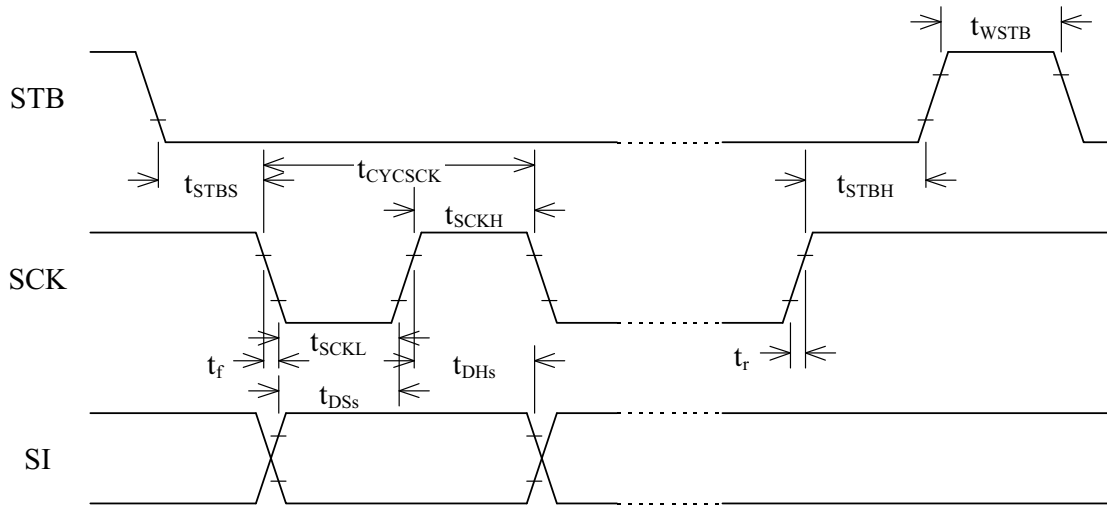 t_WSTB
STB
t_STBS
t_CYCSCK
t_STBH
t_SCKH
SCK
t_f
t_SCKL
t_DHs
t_r
t_DSs
SI